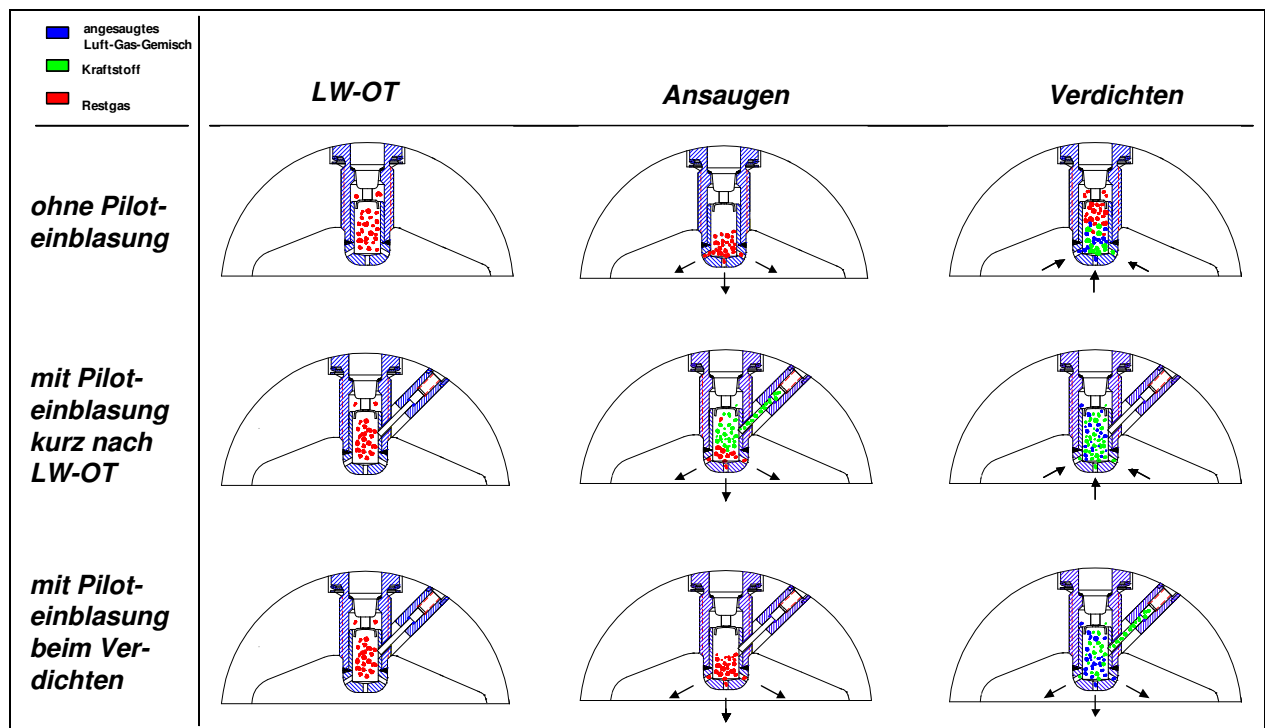 angesaugtes
Luft-Gas-Gemisch
Kraftstoff
Restgas
LW-OT
Ansaugen
Verdichten
ohne Pilot-
einblasung
mit Pilot-
einblasung
kurz nach
LW-OT
mit Pilot-
einblasung
beim Ver-
dichten